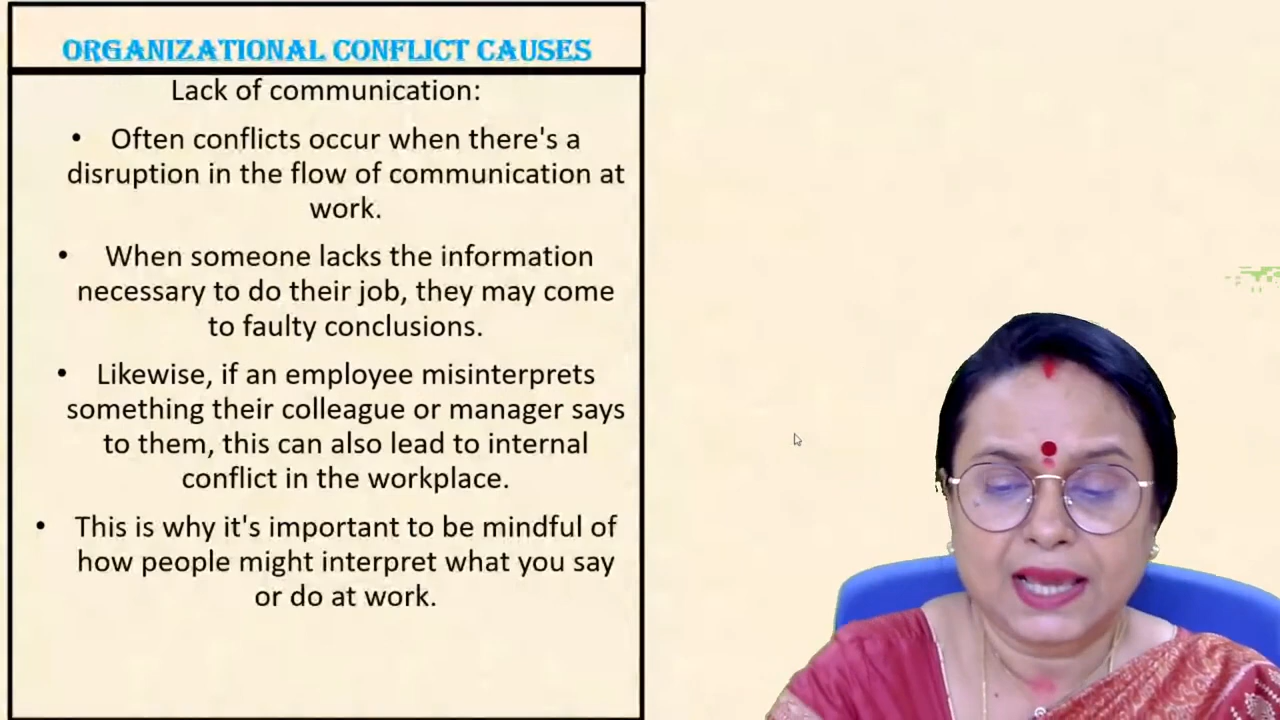 ORGANIZATIONAL CONFLICT CAUSES
Lack of communication:
• Often conflicts occur when there's a
disruption in the flow of communication at
work.
• When someone lacks the information
necessary to do their job, they may come
to faulty conclusions.
• Likewise, if an employee misinterprets
something their colleague or manager says
to them, this can also lead to internal
conflict in the workplace.
• This is why it's important to be mindful of
how people might interpret what you say
or do at work.